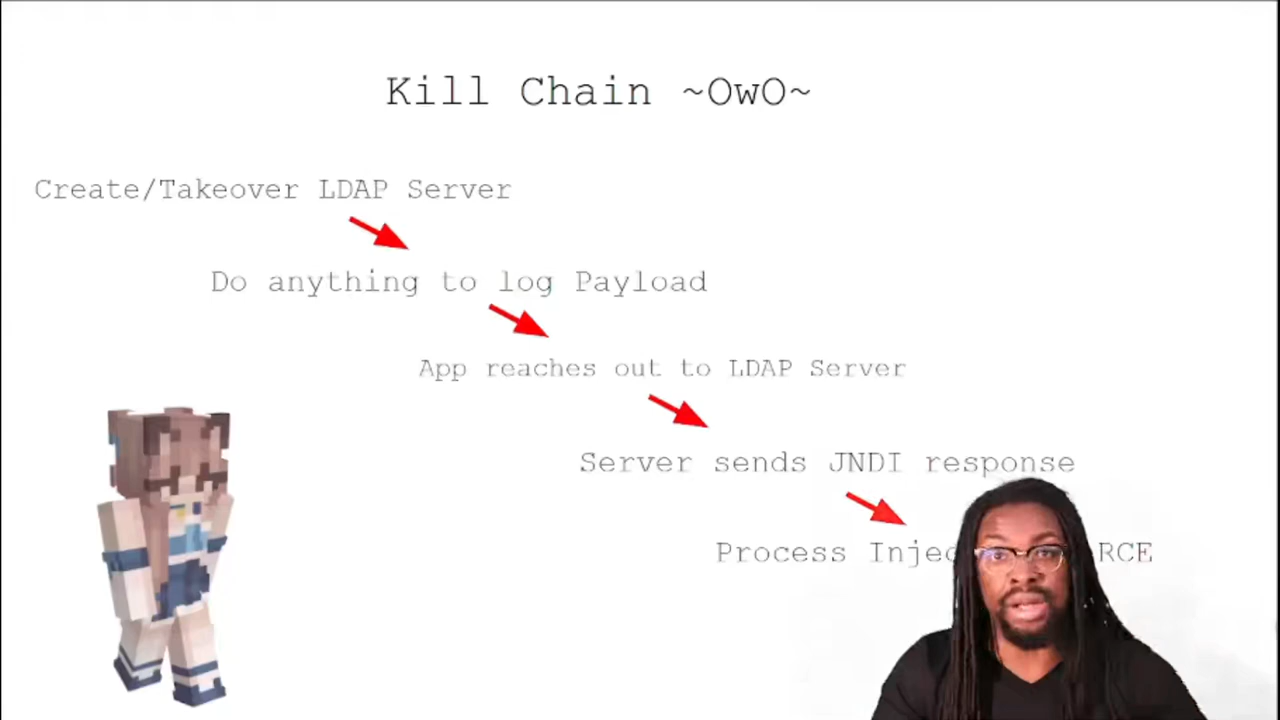 Kill Chain ~OwO~
Create/Takeover LDAP Server
Do anything to log Payload
App reaches out to LDAP Server
Server sends JNDI response
Process RCE